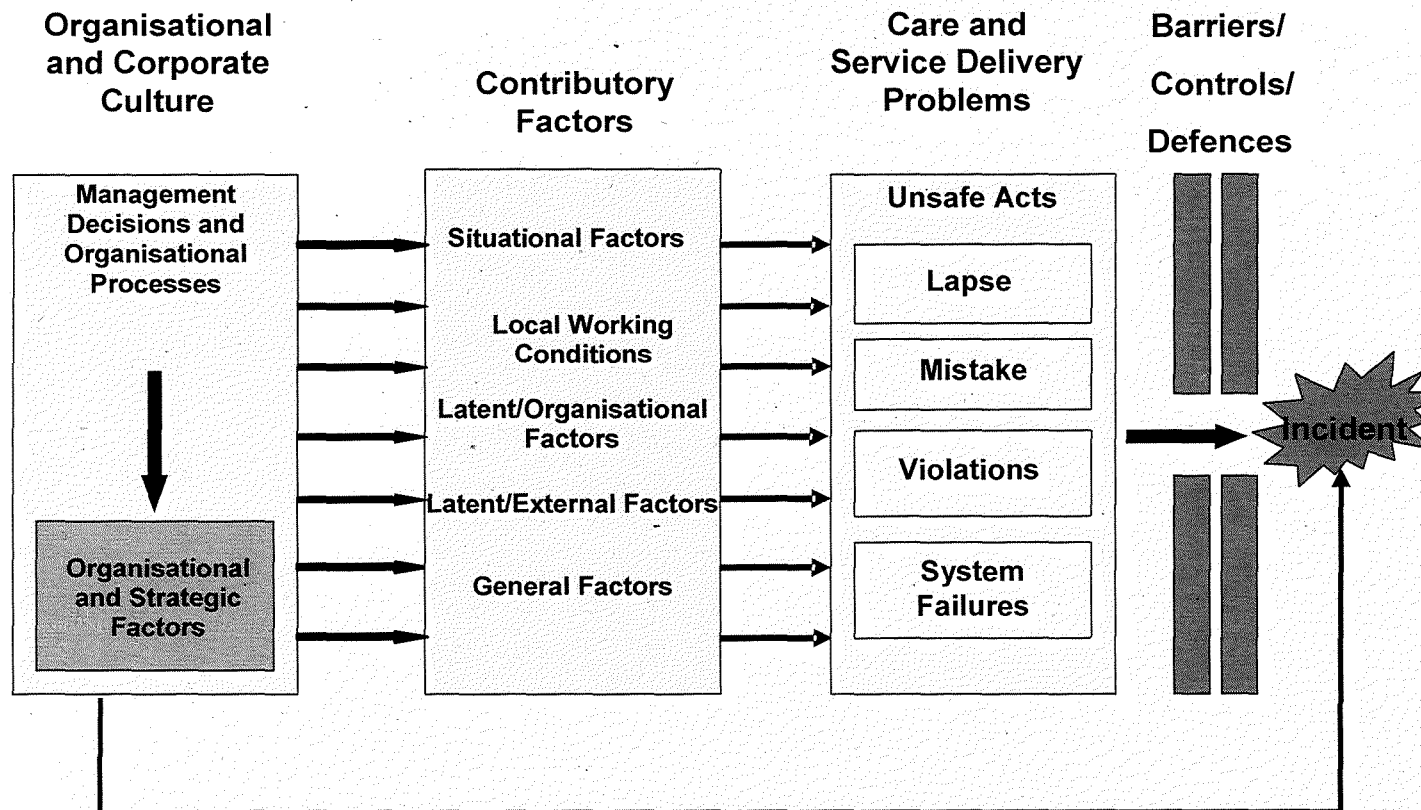 Organisational
and Corporate
Culture
Contributory
Factors
Care and
Service Delivery
Problems
Barriers/
Controls/
Defences
Management
Decisions and
Organisational
Processes
Organisational
and Strategic
Factors
Situational Factors
Local Working
Conditions
Latent/Organisational
Factors
Latent/External Factors
General Factors
Unsafe Acts
Lapse
Mistake
Violations
System
Failures
Incident